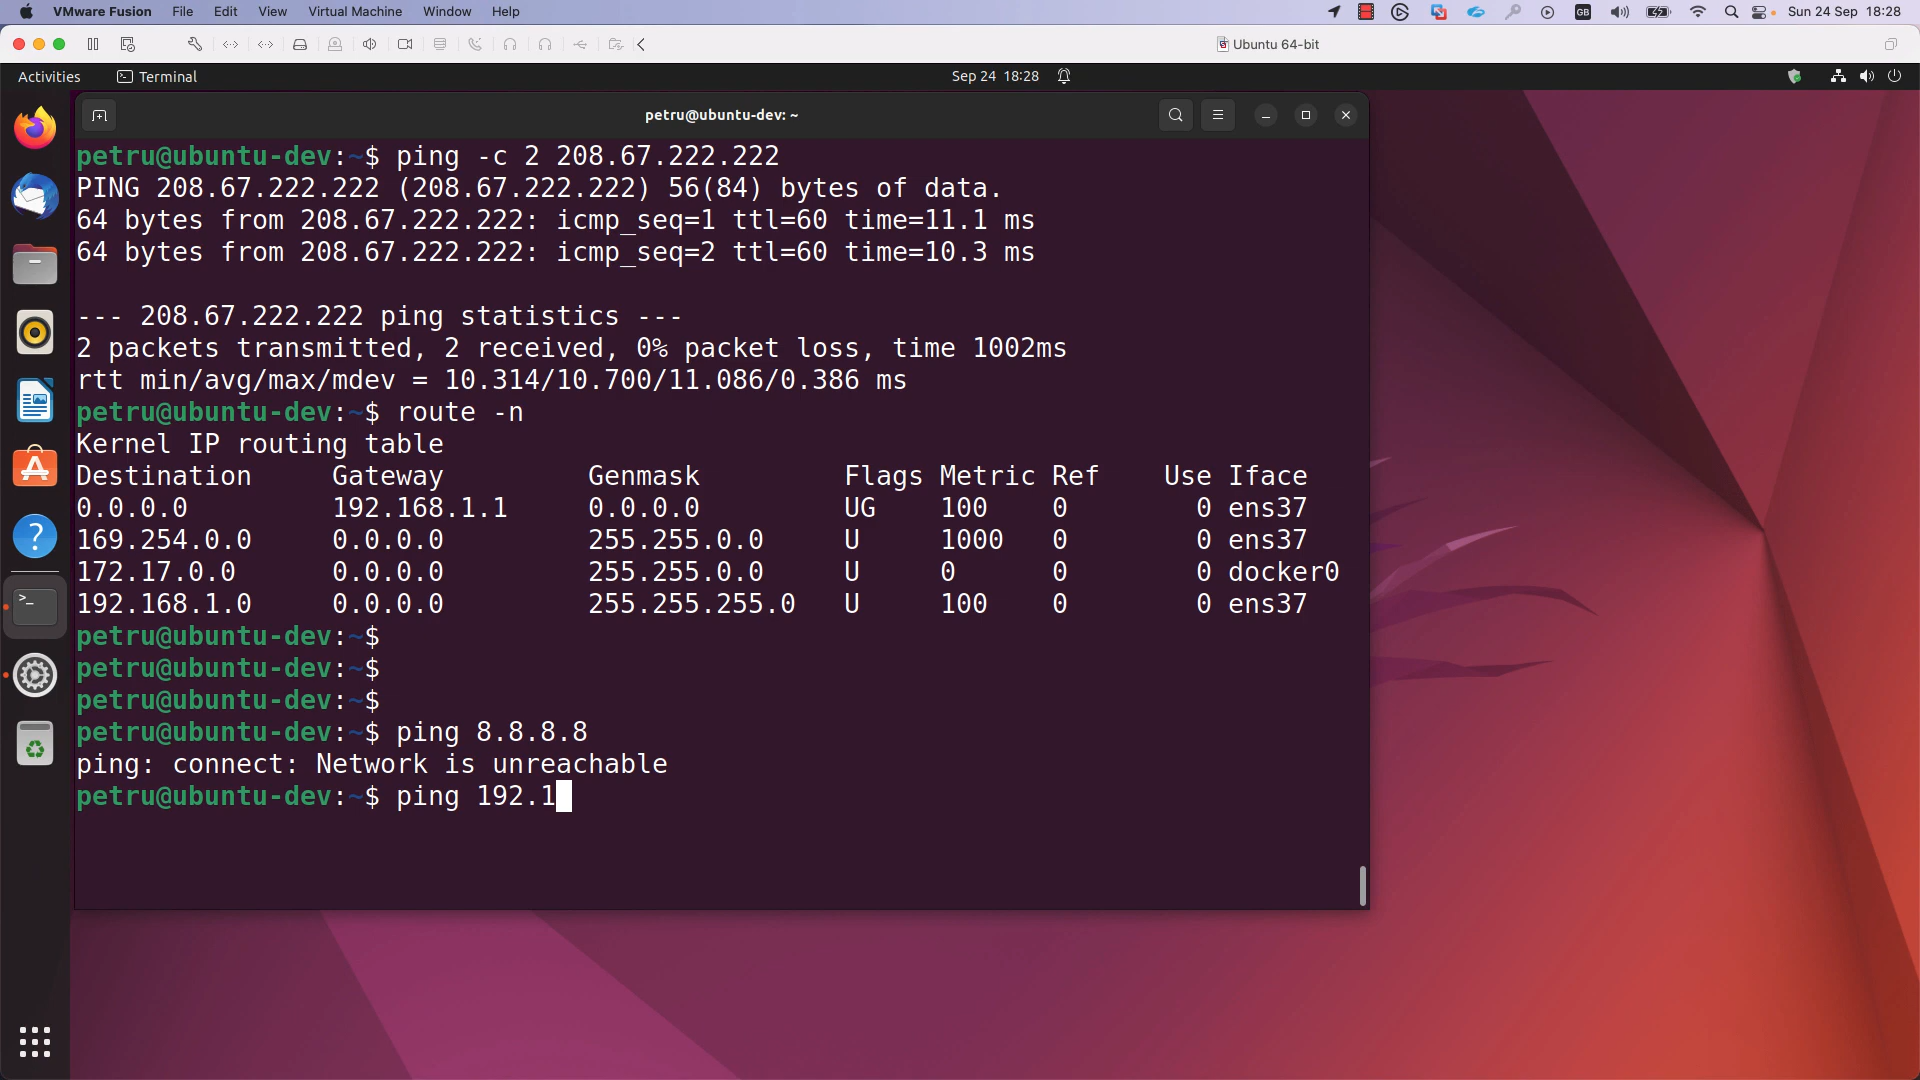 VMware Fusion File Edit View Virtual Machine Window Help GB Sun 24 Sep 18:28
Ubuntu 64-bit
Activities Terminal Sep 24 18:28
petru@ubuntu-dev: ~
petru@ubuntu-dev:~$ ping -c 2 208.67.222.222
PING 208.67.222.222 (208.67.222.222) 56(84) bytes of data.
64 bytes from 208.67.222.222: icmp_seq=1 ttl=60 time=11.1 ms
64 bytes from 208.67.222.222: icmp_seq=2 ttl=60 time=10.3 ms
--- 208.67.222.222 ping statistics ---
2 packets transmitted, 2 received, 0% packet loss, time 1002ms
rtt min/avg/max/mdev = 10.314/10.700/11.086/0.386 ms
petru@ubuntu-dev:~$ route -n
Kernel IP routing table
Destination Gateway Genmask Flags Metric Ref Use Iface
0.0.0.0 192.168.1.1 0.0.0.0 UG 100 0 0 ens37
169.254.0.0 0.0.0.0 255.255.0.0 U 1000 0 0 ens37
172.17.0.0 0.0.0.0 255.255.0.0 U 0 0 0 docker0
192.168.1.0 0.0.0.0 255.255.255.0 U 100 0 0 ens37
petru@ubuntu-dev:~$
petru@ubuntu-dev:~$
petru@ubuntu-dev:~$
petru@ubuntu-dev:~$ ping 8.8.8.8
ping: connect: Network is unreachable
petru@ubuntu-dev:~$ ping 192.1